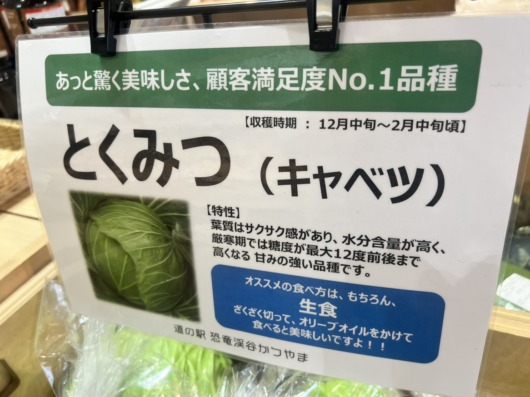 あっと驚く美味しさ、顧客満足度No.1品種
【収穫時期 : 12月中旬～2月中旬頃】
とくみつ (キャベツ)
【特性】
葉質はサクサク感があり、水分含量が高く、
厳寒期では糖度が最大12度前後まで
高くなる 甘みの強い品種です。
オススメの食べ方は、もちろん、
生食
ざくざく切って、オリーブオイルをかけて
食べると美味しいですよ!!
道の駅 恐竜渓谷かつやま